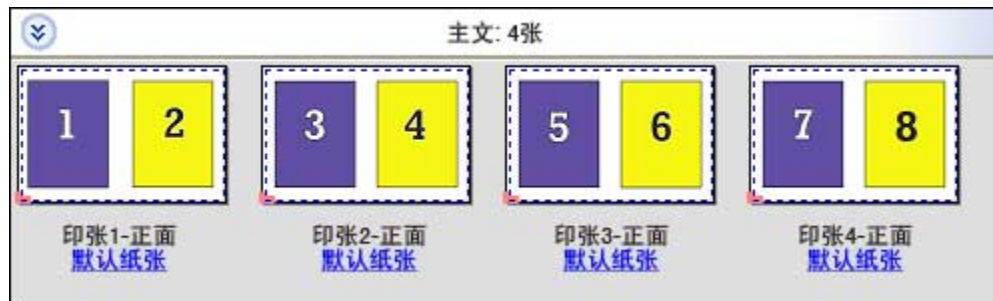 主文: 4张
1 2 3 4 5 6 7 8
印张1-正面 印张2-正面 印张3-正面 印张4-正面
默认纸张 默认纸张 默认纸张 默认纸张